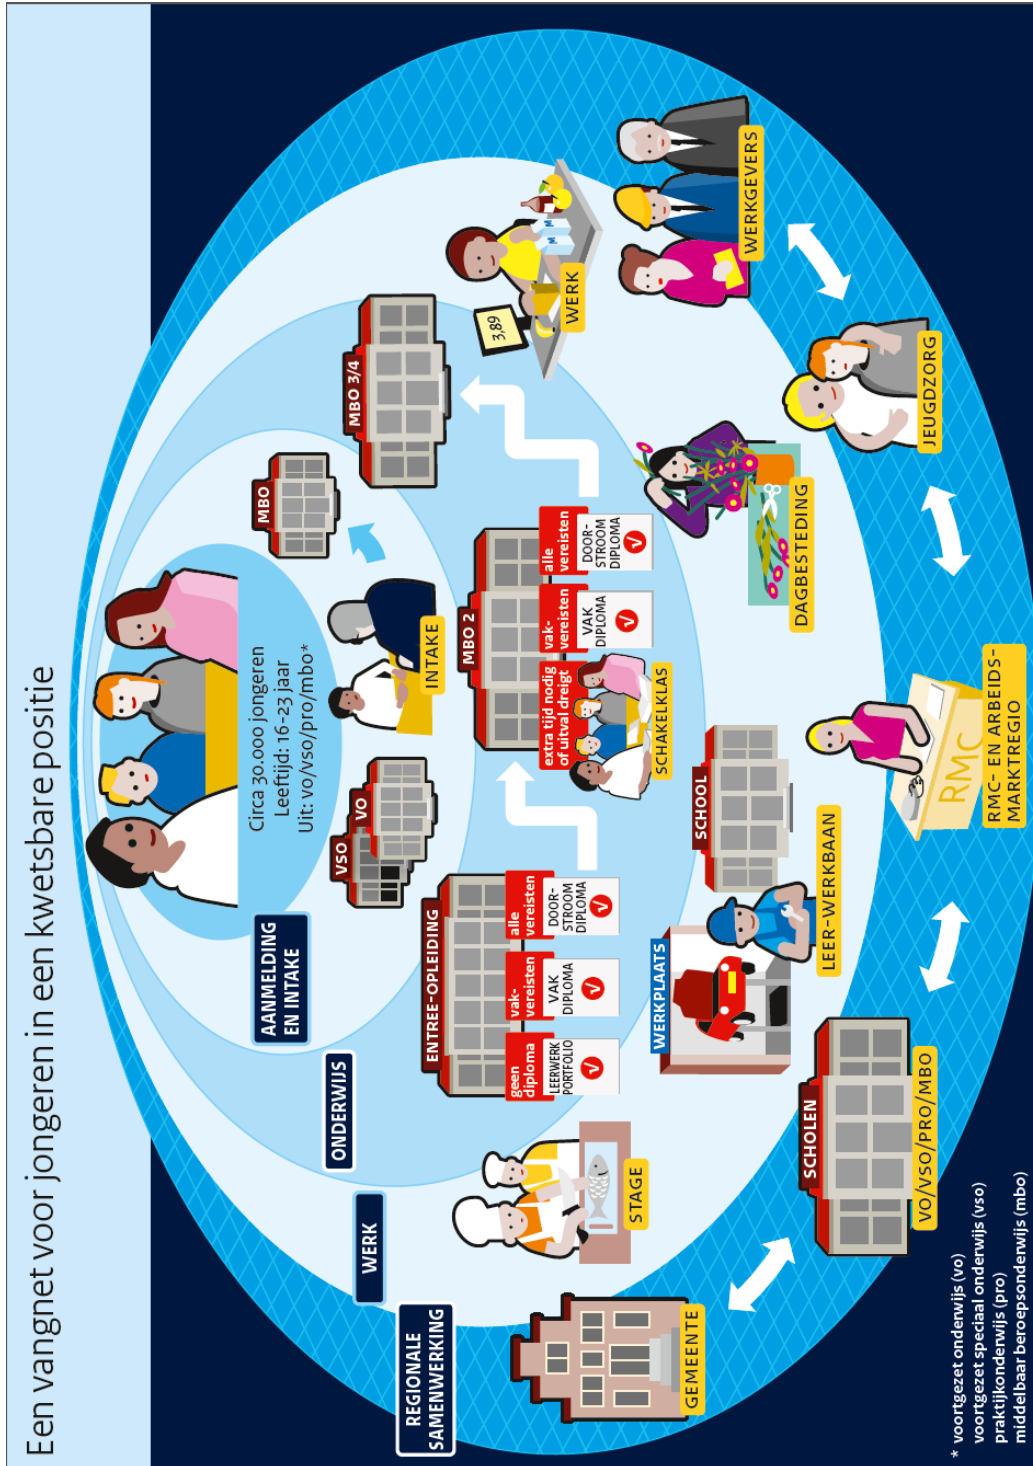 Een vangnet voor jongeren in een kwetsbare positie
Circa 30.000 jongeren
Leeftijd: 16-23 jaar
Uit: vo/vso/pro/mbo*
AANMELDING
EN INTAKE
VSO
VO
INTAKE
MBO
ONDERWIJS
ENTREE-OPLEIDING
geen
diploma
LEERWERK
PORTFOLIO
vak-
vereisten
VAK
DIPLOMA
alle
vereisten
DOOR-
STROOM
DIPLOMA
MBO 2
extra tijd nodig
of uitval dreigt
SCHAKELKLAS
vak-
vereisten
VAK
DIPLOMA
alle
vereisten
DOOR-
STROOM
DIPLOMA
MBO 3/4
WERK
STAGE
WERKPLAATS
SCHOOL
LEER-WERKBAAN
DAGBESTEDING
3,89
WERK
REGIONALE
SAMENWERKING
GEMEENTE
SCHOLEN
VO/VSO/PRO/MBO
RMC
RMC- EN ARBEIDS-
MARKTREGIO
JEUGDZORG
WERKGEVERS
* voortgezet onderwijs (vo)
voortgezet speciaal onderwijs (vso)
praktijkonderwijs (pro)
middelbaar beroepsonderwijs (mbo)